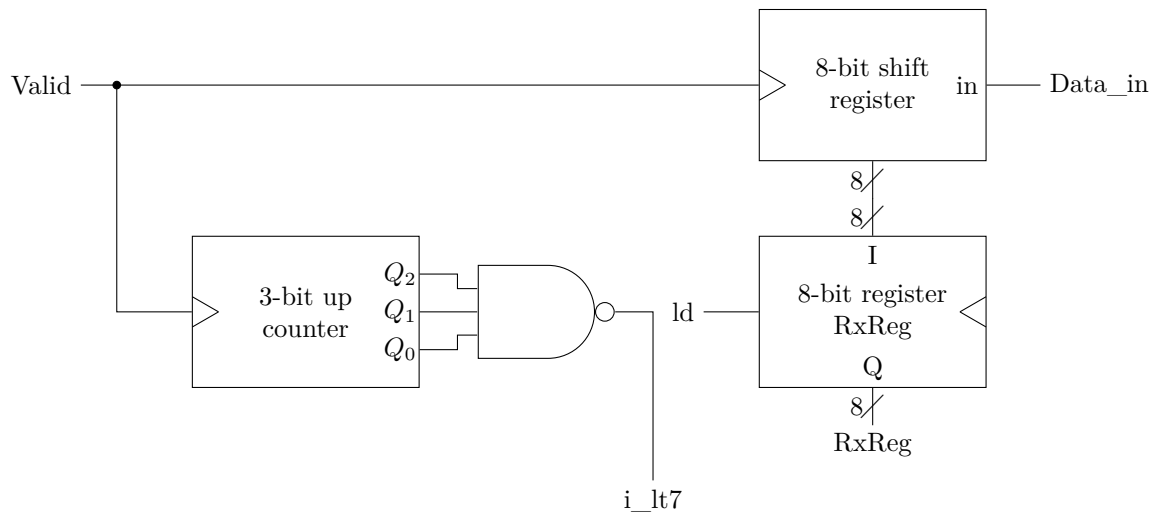 Valid
8-bit shift
register
in
Data_in
8
8
3-bit up
counter
Q2
Q1
Q0
ld
I
8-bit register
RxReg
Q
8
RxReg
i_lt7